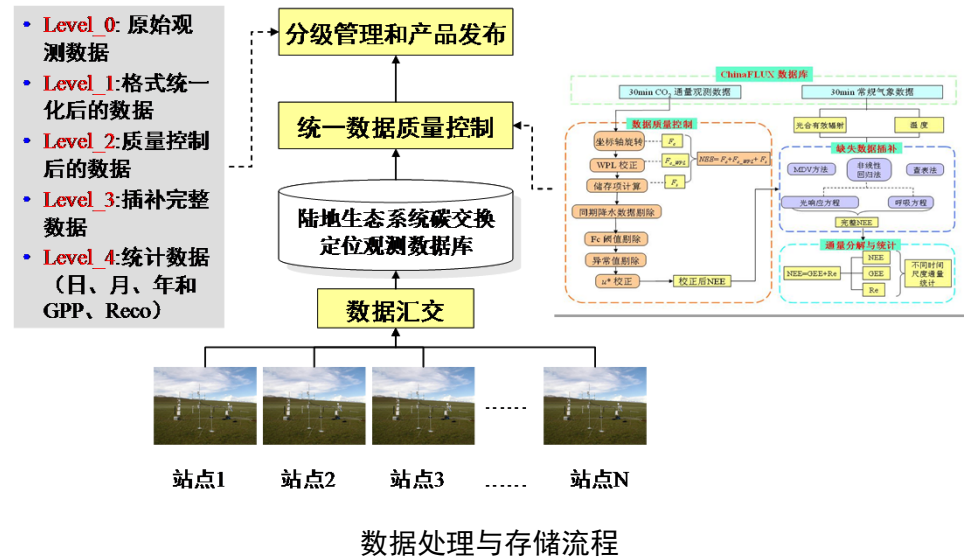 Level_0: 原始观
测数据
Level_1:格式统一
化后的数据
Level_2:质量控制
后的数据
Level_3:插补完整
数据
Level_4:统计数据
(日、月、年和
GPP、Reco)
分级管理和产品发布
统一数据质量控制
陆地生态系统碳交换
定位观测数据库
数据汇交
站点1
站点2
站点3
......
......
站点N
ChinaFLUX 数据库
30min CO₂ 通量观测数据
30min 常规气象数据
数据质量控制
坐标轴旋转
Fc
WPL 校正
Fc_WPL
NEE= Fc+Fc_WPL+ Fs
储存项计算
Fs
同期降水数据剔除
Fc 阈值剔除
异常值剔除
u* 校正
校正后NEE
光合有效辐射
温度
缺失数据插补
MDV方法
非线性
回归法
查表法
光响应方程
呼吸方程
完整NEE
通量分解与统计
NEE=GEE+Re
NEE
GEE
Re
不同时间
尺度通量
统计
数据处理与存储流程